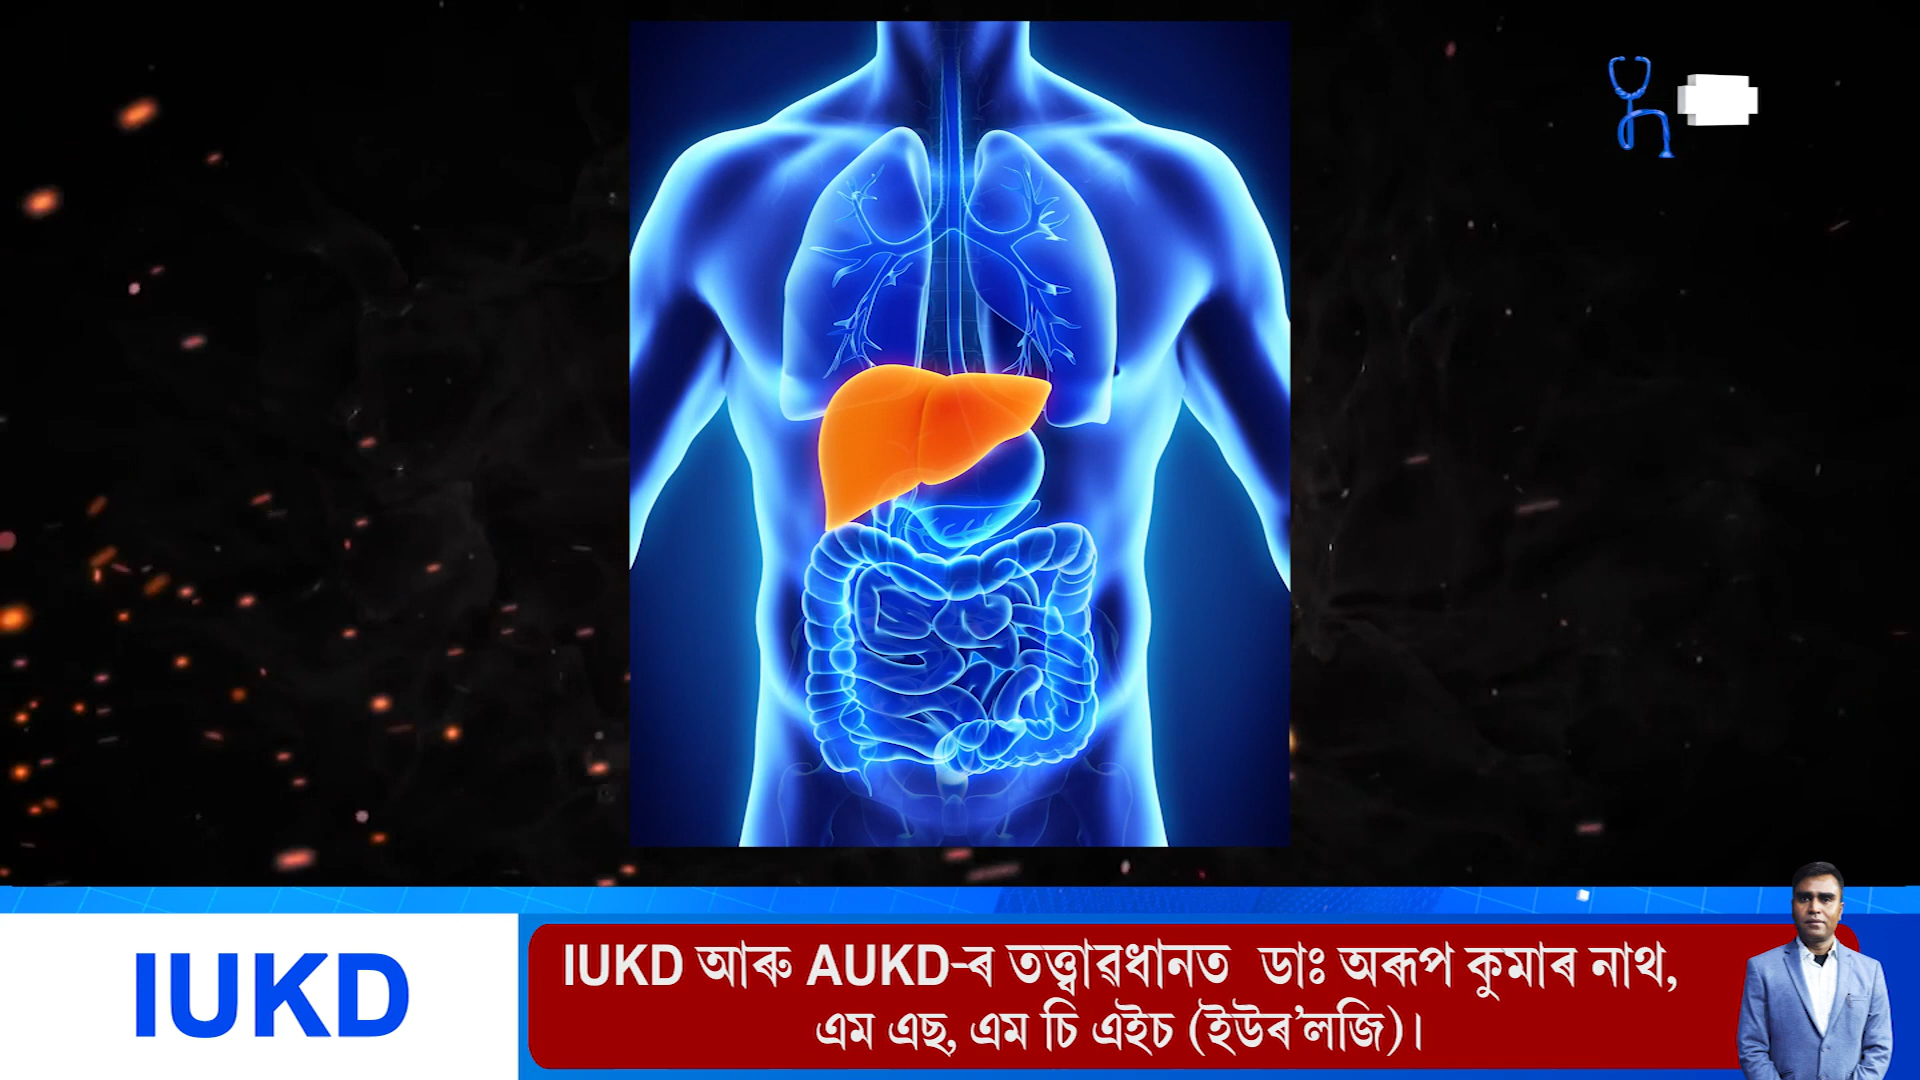 IUKD
IUKD আৰু AUKD-ৰ তত্ত্বাৱধানত ডাঃ অৰূপ কুমাৰ নাথ,
এম এছ, এম চি এইচ (ইউৰ'লজি)।